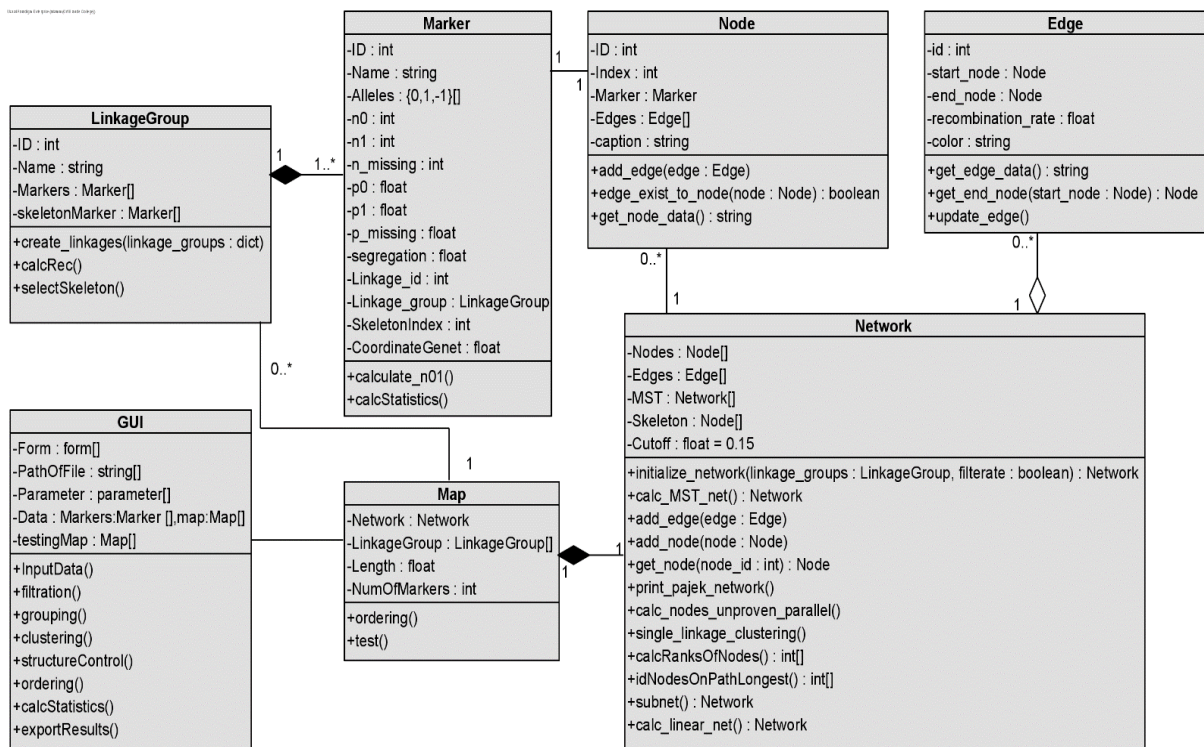 Marker
-ID : int
-Name : string
-Alleles : {0,1,-1}[]
-n0 : int
-n1 : int
-n_missing : int
-p0 : float
-p1 : float
-p_missing : float
-segregation : float
-Linkage_id : int
-Linkage_group : LinkageGroup
-SkeletonIndex : int
-CoordinateGenet : float
+calculate_n01()
+calcStatistics()
1
1
Node
-ID : int
-Index : int
-Marker : Marker
-Edges : Edge[]
-caption : string
+add_edge(edge : Edge)
+edge_exist_to_node(node : Node) : boolean
+get_node_data() : string
0..*
1
Edge
-id : int
-start_node : Node
-end_node : Node
-recombination_rate : float
-color : string
+get_edge_data() : string
+get_end_node(start_node : Node) : Node
+update_edge()
0..*
1
LinkageGroup
-ID : int
-Name : string
-Markers : Marker[]
-skeletonMarker : Marker[]
+create_linkages(linkage_groups : dict)
+calcRec()
+selectSkeleton()
1
1..*
0..*
1
GUI
-Form : form[]
-PathOfFile : string[]
-Parameter : parameter[]
-Data : Markers:Marker [],map:Map[]
-testingMap : Map[]
+InputData()
+filtration()
+grouping()
+clustering()
+structureControl()
+ordering()
+calcStatistics()
+exportResults()
Map
-Network : Network
-LinkageGroup : LinkageGroup[]
-Length : float
-NumOfMarkers : int
+ordering()
+test()
1
1
Network
-Nodes : Node[]
-Edges : Edge[]
-MST : Network[]
-Skeleton : Node[]
-Cutoff : float = 0.15
+initialize_network(linkage_groups : LinkageGroup, filterate : boolean) : Network
+calc_MST_net() : Network
+add_edge(edge : Edge)
+add_node(node : Node)
+get_node(node_id : int) : Node
+print_pajek_network()
+calc_nodes_unproven_parallel()
+single_linkage_clustering()
+calcRanksOfNodes() : int[]
+idNodesOnPathLongest() : int[]
+subnet() : Network
+calc_linear_net() : Network